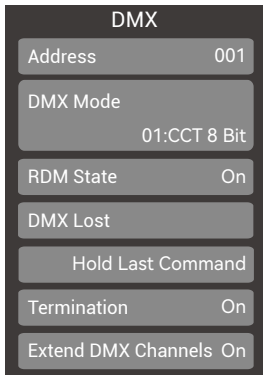 DMX
Address 001
DMX Mode
01:CCT 8 Bit
RDM State On
DMX Lost
Hold Last Command
Termination On
Extend DMX Channels On